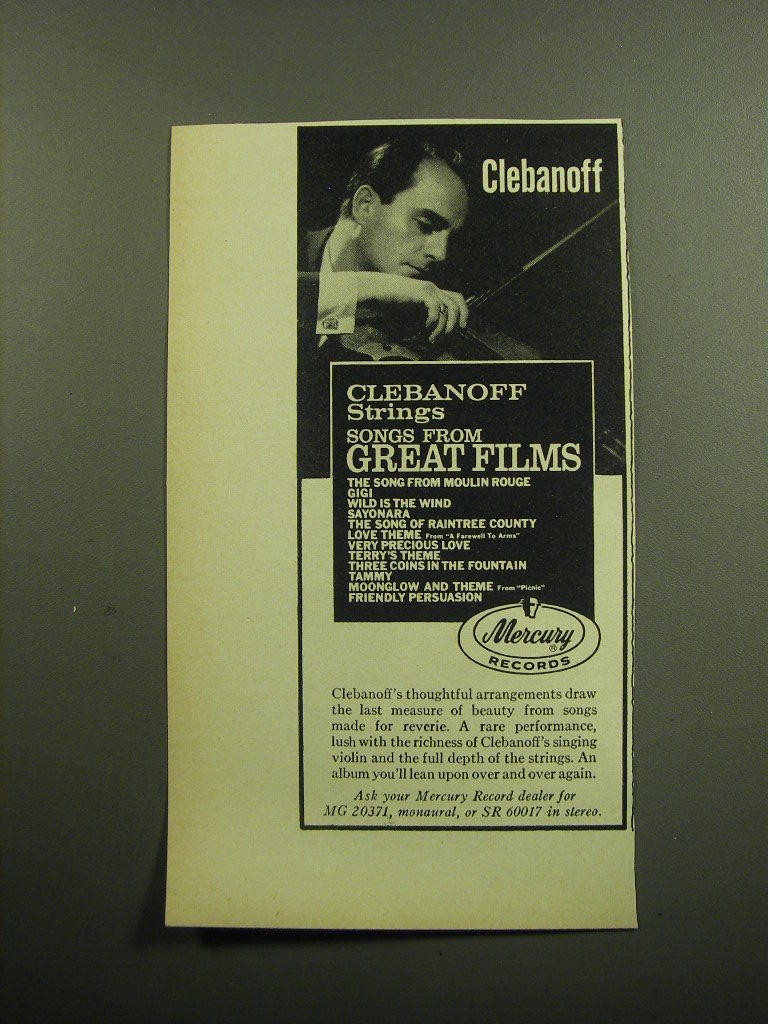 Clebanoff
CLEBANOFF
Strings
SONGS FROM
GREAT FILMS
THE SONG FROM MOULIN ROUGE
GIGI
WILD IS THE WIND
SAYONARA
THE SONG OF RAINTREE COUNTY
LOVE THEME From "A Farewell To Arms"
VERY PRECIOUS LOVE
TERRY'S THEME
THREE COINS IN THE FOUNTAIN
TAMMY
MOONGLOW AND THEME From "Picnic"
FRIENDLY PERSUASION
Mercury
®
RECORDS
Clebanoff's thoughtful arrangements draw
the last measure of beauty from songs
made for reverie. A rare performance,
lush with the richness of Clebanoff's singing
violin and the full depth of the strings. An
album you'll lean upon over and over again.
Ask your Mercury Record dealer for
MG 20371, monaural, or SR 60017 in stereo.